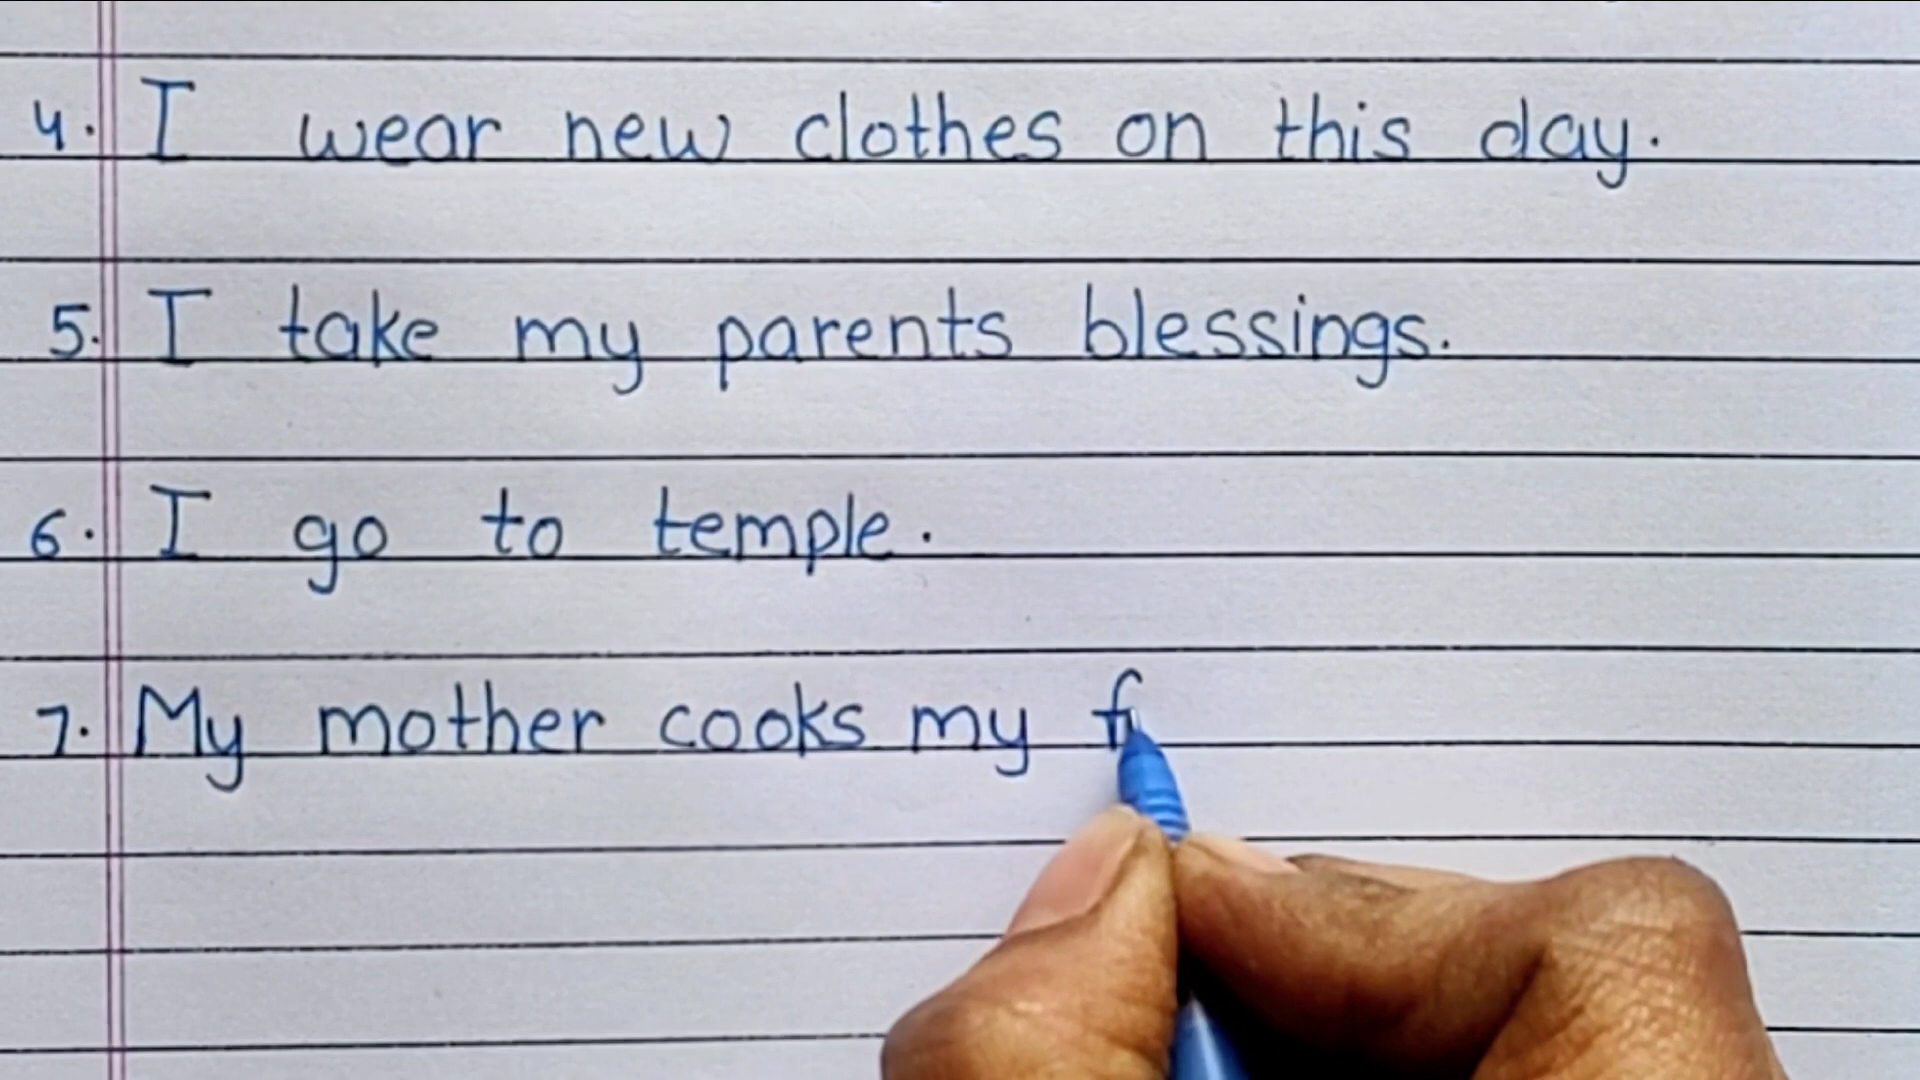 4. I wear new clothes on this day.
5. I take my parents blessings.
6. I go to temple.
7. My mother cooks my f